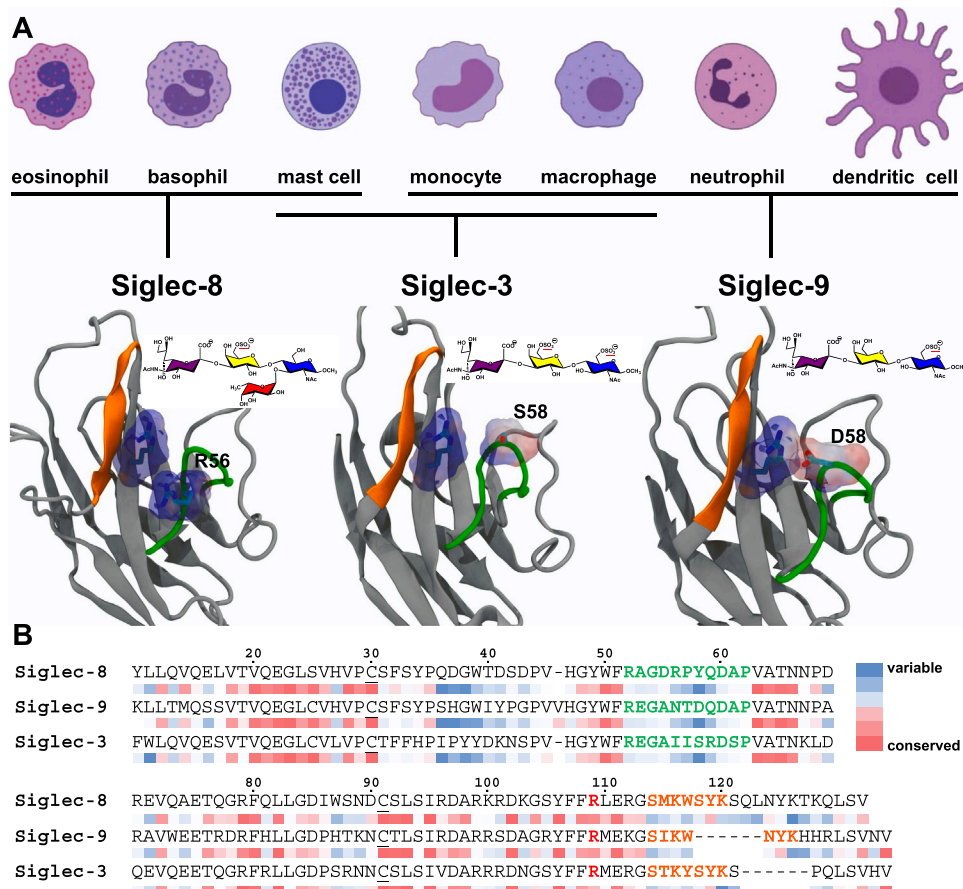 A
eosinophil basophil mast cell monocyte macrophage neutrophil dendritic cell
Siglec-8 Siglec-3 Siglec-9
R56
S58
D58
B
20 30 40 50 60
Siglec-8 YLLQVQELVTVQEGLSVHVPCSFSYPQDGWTDSDPV-HGYWFRAGDRPYQDAPVATNNPD
Siglec-9 KLLTMQSSVTVQEGLCVHVPCSFSYPSHGWIYPGPVVHGYWFREGANTDQDAPVATNNPA
Siglec-3 FWLQVQESVTVQEGLCVLVPCTFFHPIPYYDKNSPV-HGYWFREGAIISRDSPVATNKLD
variable
conserved
80 90 100 109 120
Siglec-8 REVQAETQGRFQLLGDIWSNDCSLSIRDARKRDKGSYFFRLERGSMKWSYKSQLNYKTKQLSV
Siglec-9 RAVWEETRDRFHLLGDPHTKNCTLSIRDARRSDAGRYFFRMEKGSIKW------NYKHHRLSVNV
Siglec-3 QEVQEETQGRFRLLGDPSRNNCSLSIVDARRRDNGSYFFRMERGSTKYSYKS------PQLSVHV